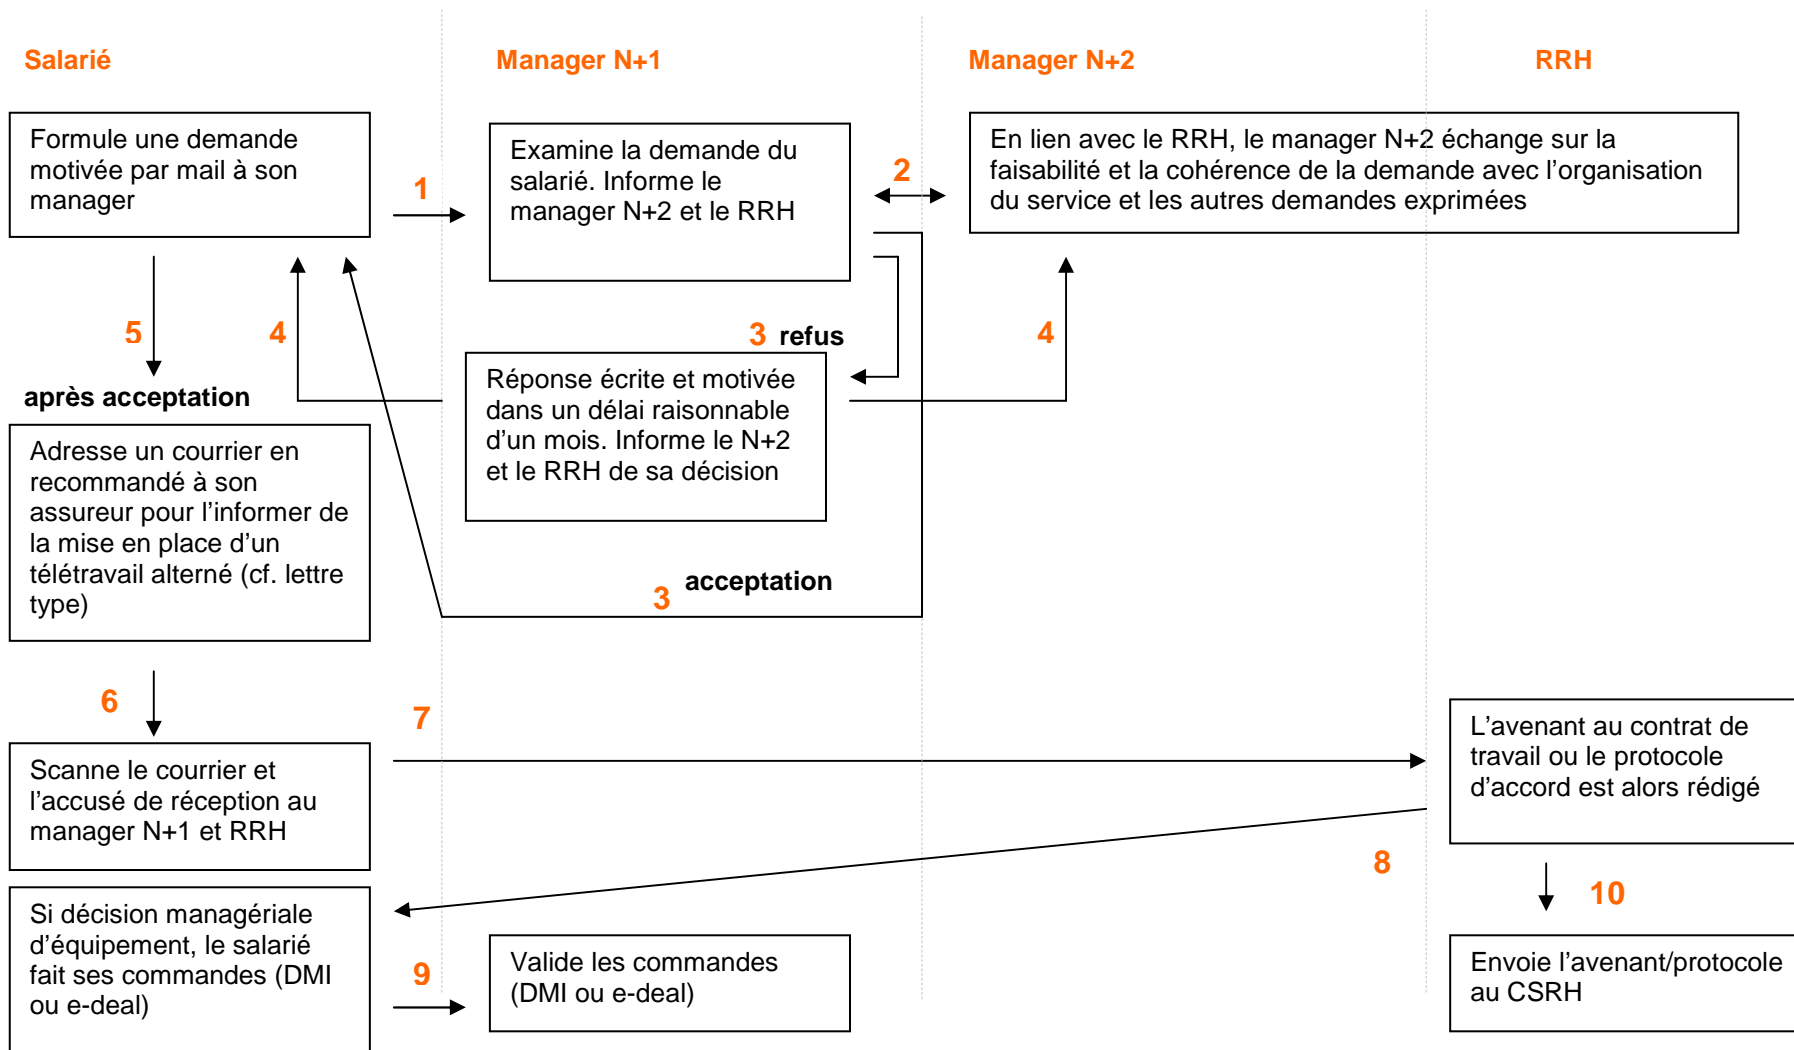 Salarié
Manager N+1
Manager N+2
RRH
Formule une demande
motivée par mail à son
manager
1
Examine la demande du
salarié. Informe le
manager N+2 et le RRH
2
En lien avec le RRH, le manager N+2 échange sur la
faisabilité et la cohérence de la demande avec l’organisation
du service et les autres demandes exprimées
5
4
3 refus
4
après acceptation
Réponse écrite et motivée
dans un délai raisonnable
d’un mois. Informe le N+2
et le RRH de sa décision
Adresse un courrier en
recommandé à son
assureur pour l’informer de
la mise en place d’un
télétravail alterné (cf. lettre
type)
3 acceptation
6
7
Scanne le courrier et
l’accusé de réception au
manager N+1 et RRH
L’avenant au contrat de
travail ou le protocole
d’accord est alors rédigé
8
10
Si décision managériale
d’équipement, le salarié
fait ses commandes (DMI
ou e-deal)
9
Valide les commandes
(DMI ou e-deal)
Envoie l’avenant/protocole
au CSRH